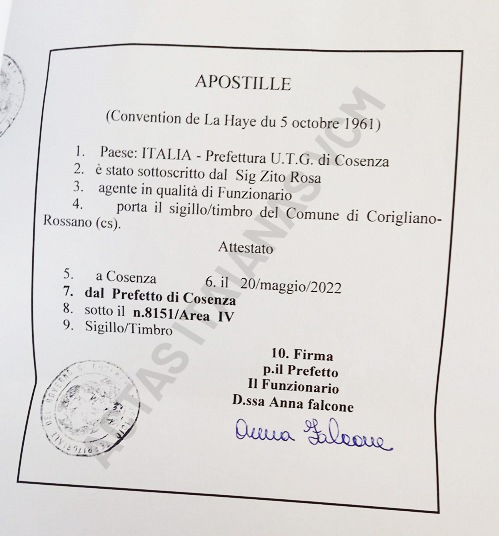 APOSTILLE
(Convention de La Haye du 5 octobre 1961)
1. Paese: ITALIA - Prefettura U.T.G. di Cosenza
2. è stato sottoscritto dal Sig Zito Rosa
3. agente in qualità di Funzionario
4. porta il sigillo/timbro del Comune di Corigliano-
Rossano (cs).
Attestato
5. a Cosenza 6. il 20/maggio/2022
7. dal Prefetto di Cosenza
8. sotto il n.8151/Area IV
9. Sigillo/Timbro
10. Firma
p.il Prefetto
Il Funzionario
D.ssa Anna falcone
Anna Falcone